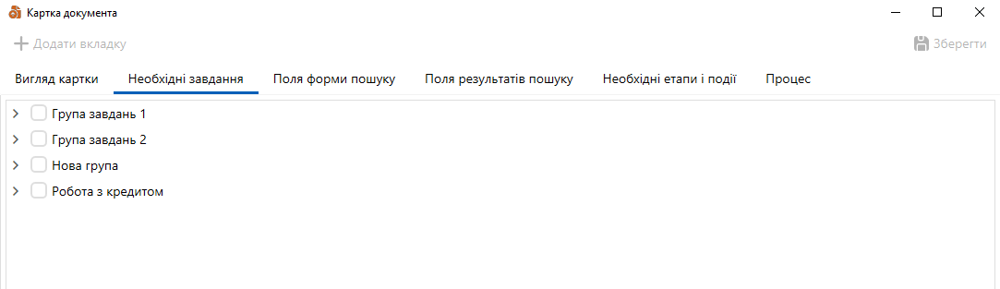 Картка документа
Додати вкладку Зберегти
Вигляд картки Необхідні завдання Поля форми пошуку Поля результатів пошуку Необхідні етапи і події Процес
Група завдань 1
Група завдань 2
Нова група
Робота з кредитом